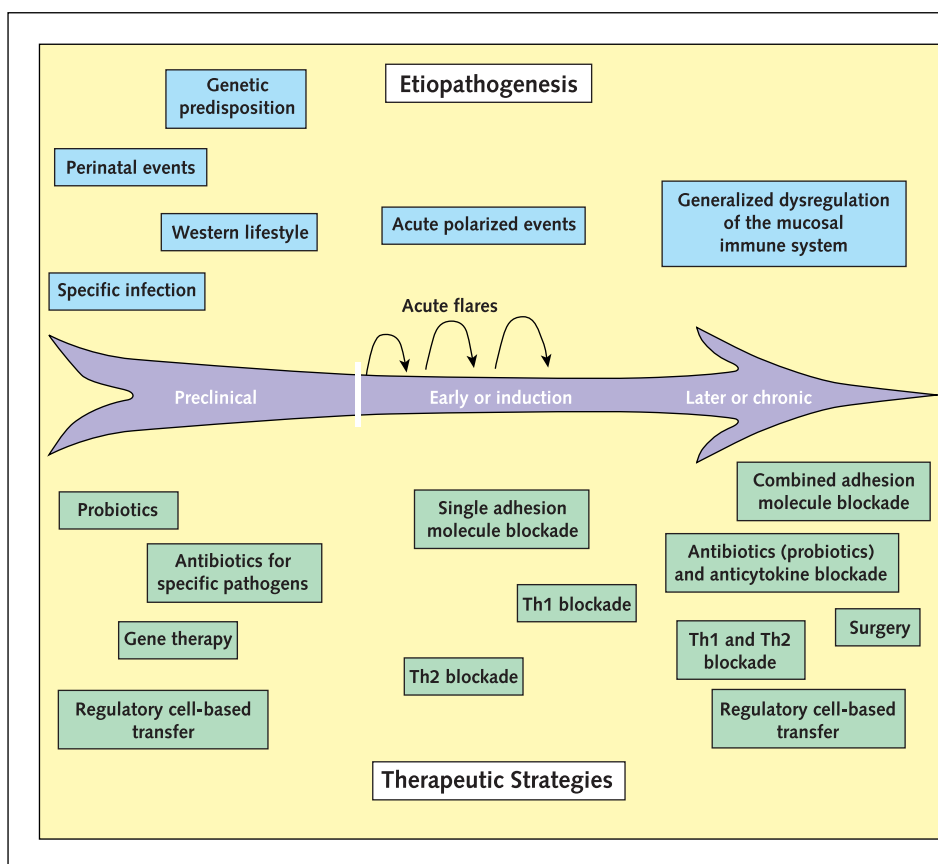 Etiopathogenesis
Genetic
predisposition
Perinatal events
Western lifestyle
Specific infection
Acute polarized events
Generalized dysregulation
of the mucosal
immune system
Acute flares
Preclinical
Early or induction
Later or chronic
Probiotics
Antibiotics for
specific pathogens
Gene therapy
Regulatory cell-based
transfer
Single adhesion
molecule blockade
Th1 blockade
Th2 blockade
Combined adhesion
molecule blockade
Antibiotics (probiotics)
and anticytokine blockade
Surgery
Th1 and Th2
blockade
Regulatory cell-based
transfer
Therapeutic Strategies